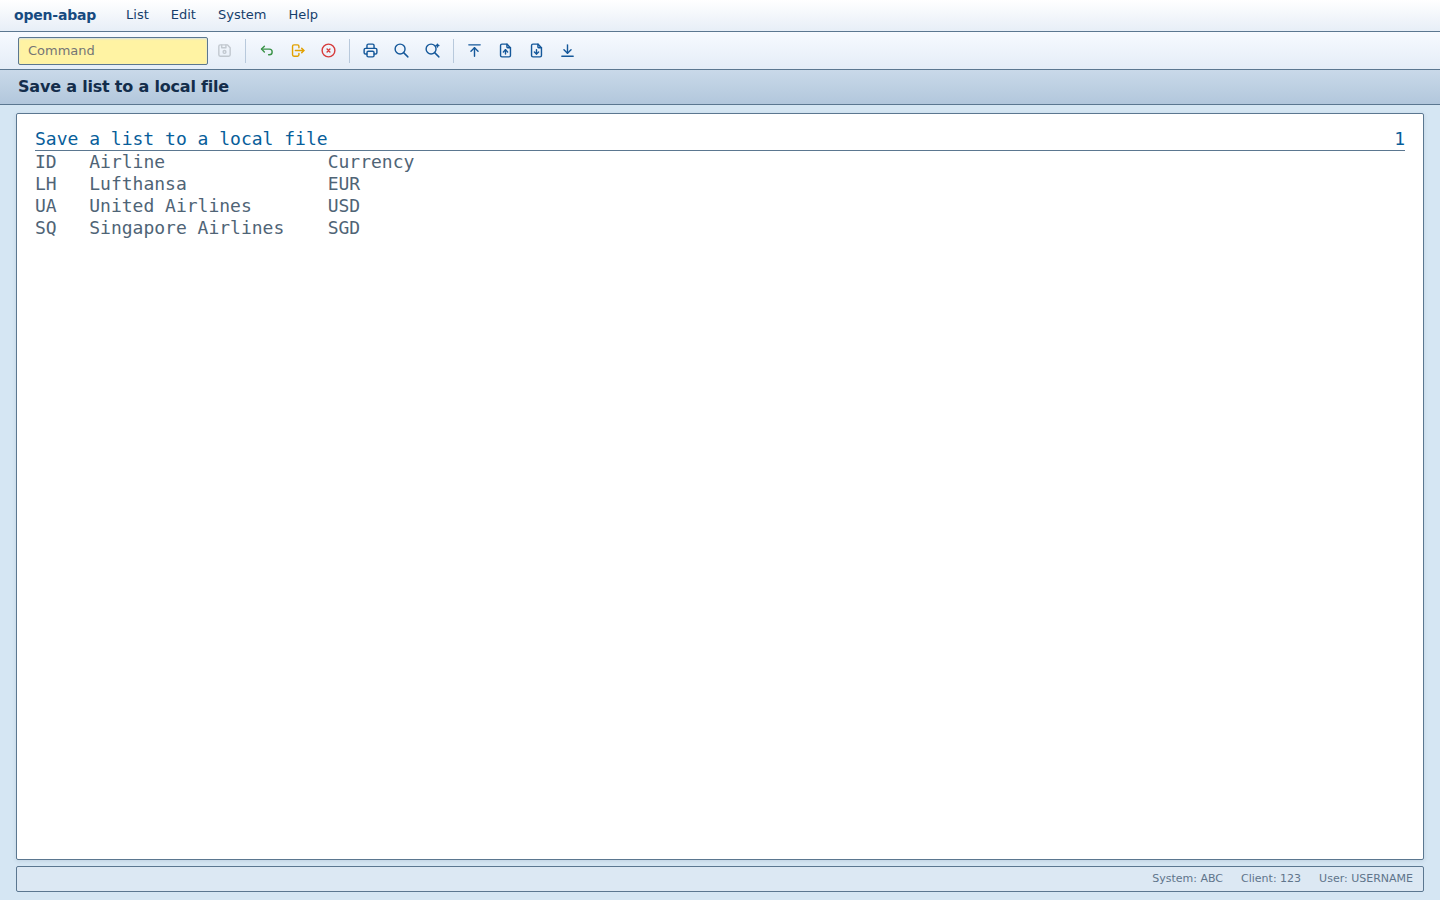 open-abap List Edit System Help
Command
Save a list to a local file
Save a list to a local file 1
ID Airline Currency
LH Lufthansa EUR
UA United Airlines USD
SQ Singapore Airlines SGD
System: ABC Client: 123 User: USERNAME